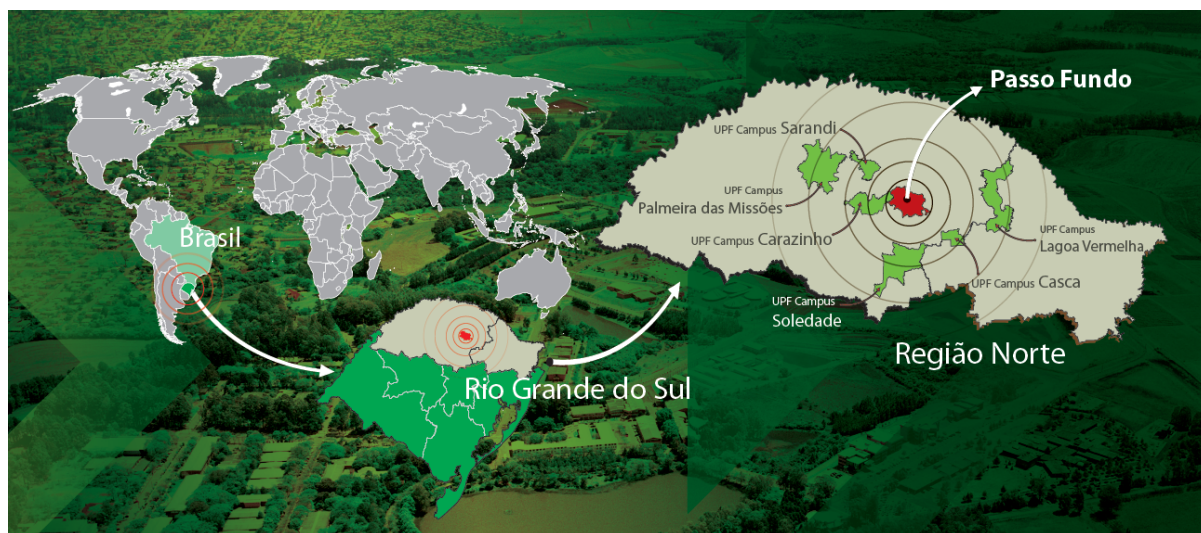 Brasil
Rio Grande do Sul
Passo Fundo
UPF Campus Sarandi
UPF Campus
Palmeira das Missões
UPF Campus Carazinho
UPF Campus
Lagoa Vermelha
UPF Campus Casca
UPF Campus
Soledade
Região Norte